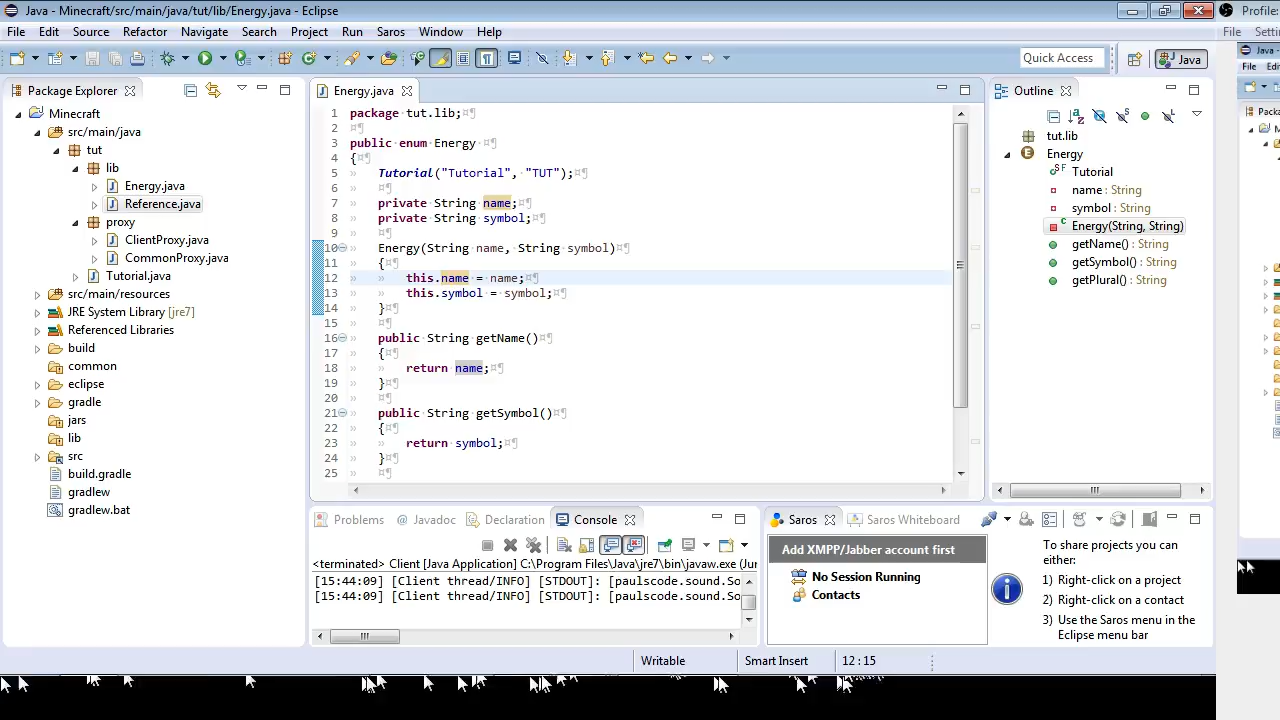 Java - Minecraft/src/main/java/tut/lib/Energy.java - Eclipse
Profile:
File Edit Source Refactor Navigate Search Project Run Saros Window Help
File Setti
Quick Access
Java
Java -
File Edi
Package Explorer
Minecraft
src/main/java
tut
lib
Energy.java
Reference.java
proxy
ClientProxy.java
CommonProxy.java
Tutorial.java
src/main/resources
JRE System Library [jre7]
Referenced Libraries
build
common
eclipse
gradle
jars
lib
src
build.gradle
gradlew
gradlew.bat
Energy.java
1 package tut.lib;
2
3 public enum Energy
4 {
5 Tutorial("Tutorial", "TUT");
6
7 private String name;
8 private String symbol;
9
10 Energy(String name, String symbol)
11 {
12 this.name = name;
13 this.symbol = symbol;
14 }
15
16 public String getName()
17 {
18 return name;
19 }
20
21 public String getSymbol()
22 {
23 return symbol;
24 }
25
Outline
tut.lib
Energy
Tutorial
name : String
symbol : String
Energy(String, String)
getName() : String
getSymbol() : String
getPlural() : String
Packa
Problems Javadoc Declaration Console
<terminated> Client [Java Application] C:\Program Files\Java\jre7\bin\javaw.exe (Jun
[15:44:09] [Client thread/INFO] [STDOUT]: [paulscode.sound.So
[15:44:09] [Client thread/INFO] [STDOUT]: [paulscode.sound.So
Saros Saros Whiteboard
Add XMPP/Jabber account first
No Session Running
Contacts
To share projects you can
either:
1) Right-click on a project
2) Right-click on a contact
3) Use the Saros menu in the
Eclipse menu bar
Writable Smart Insert 12 : 15